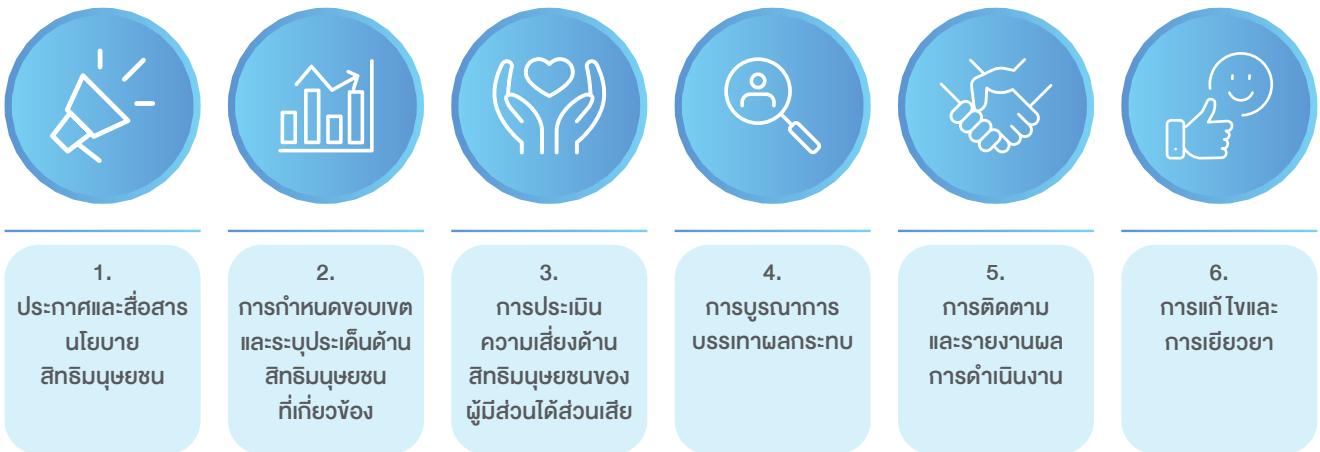 1.
ประกาศและสื่อสาร
นโยบาย
สิทธิมนุษยชน
2.
การกำหนดขอบเขต
และระบุประเด็นด้าน
สิทธิมนุษยชน
ที่เกี่ยวข้อง
3.
การประเมิน
ความเสี่ยงด้าน
สิทธิมนุษยชนของ
ผู้มีส่วนได้ส่วนเสีย
4.
การบูรณาการ
บรรเทาผลกระทบ
5.
การติดตาม
และรายงานผล
การดำเนินงาน
6.
การแก้ไขและ
การเยียวยา